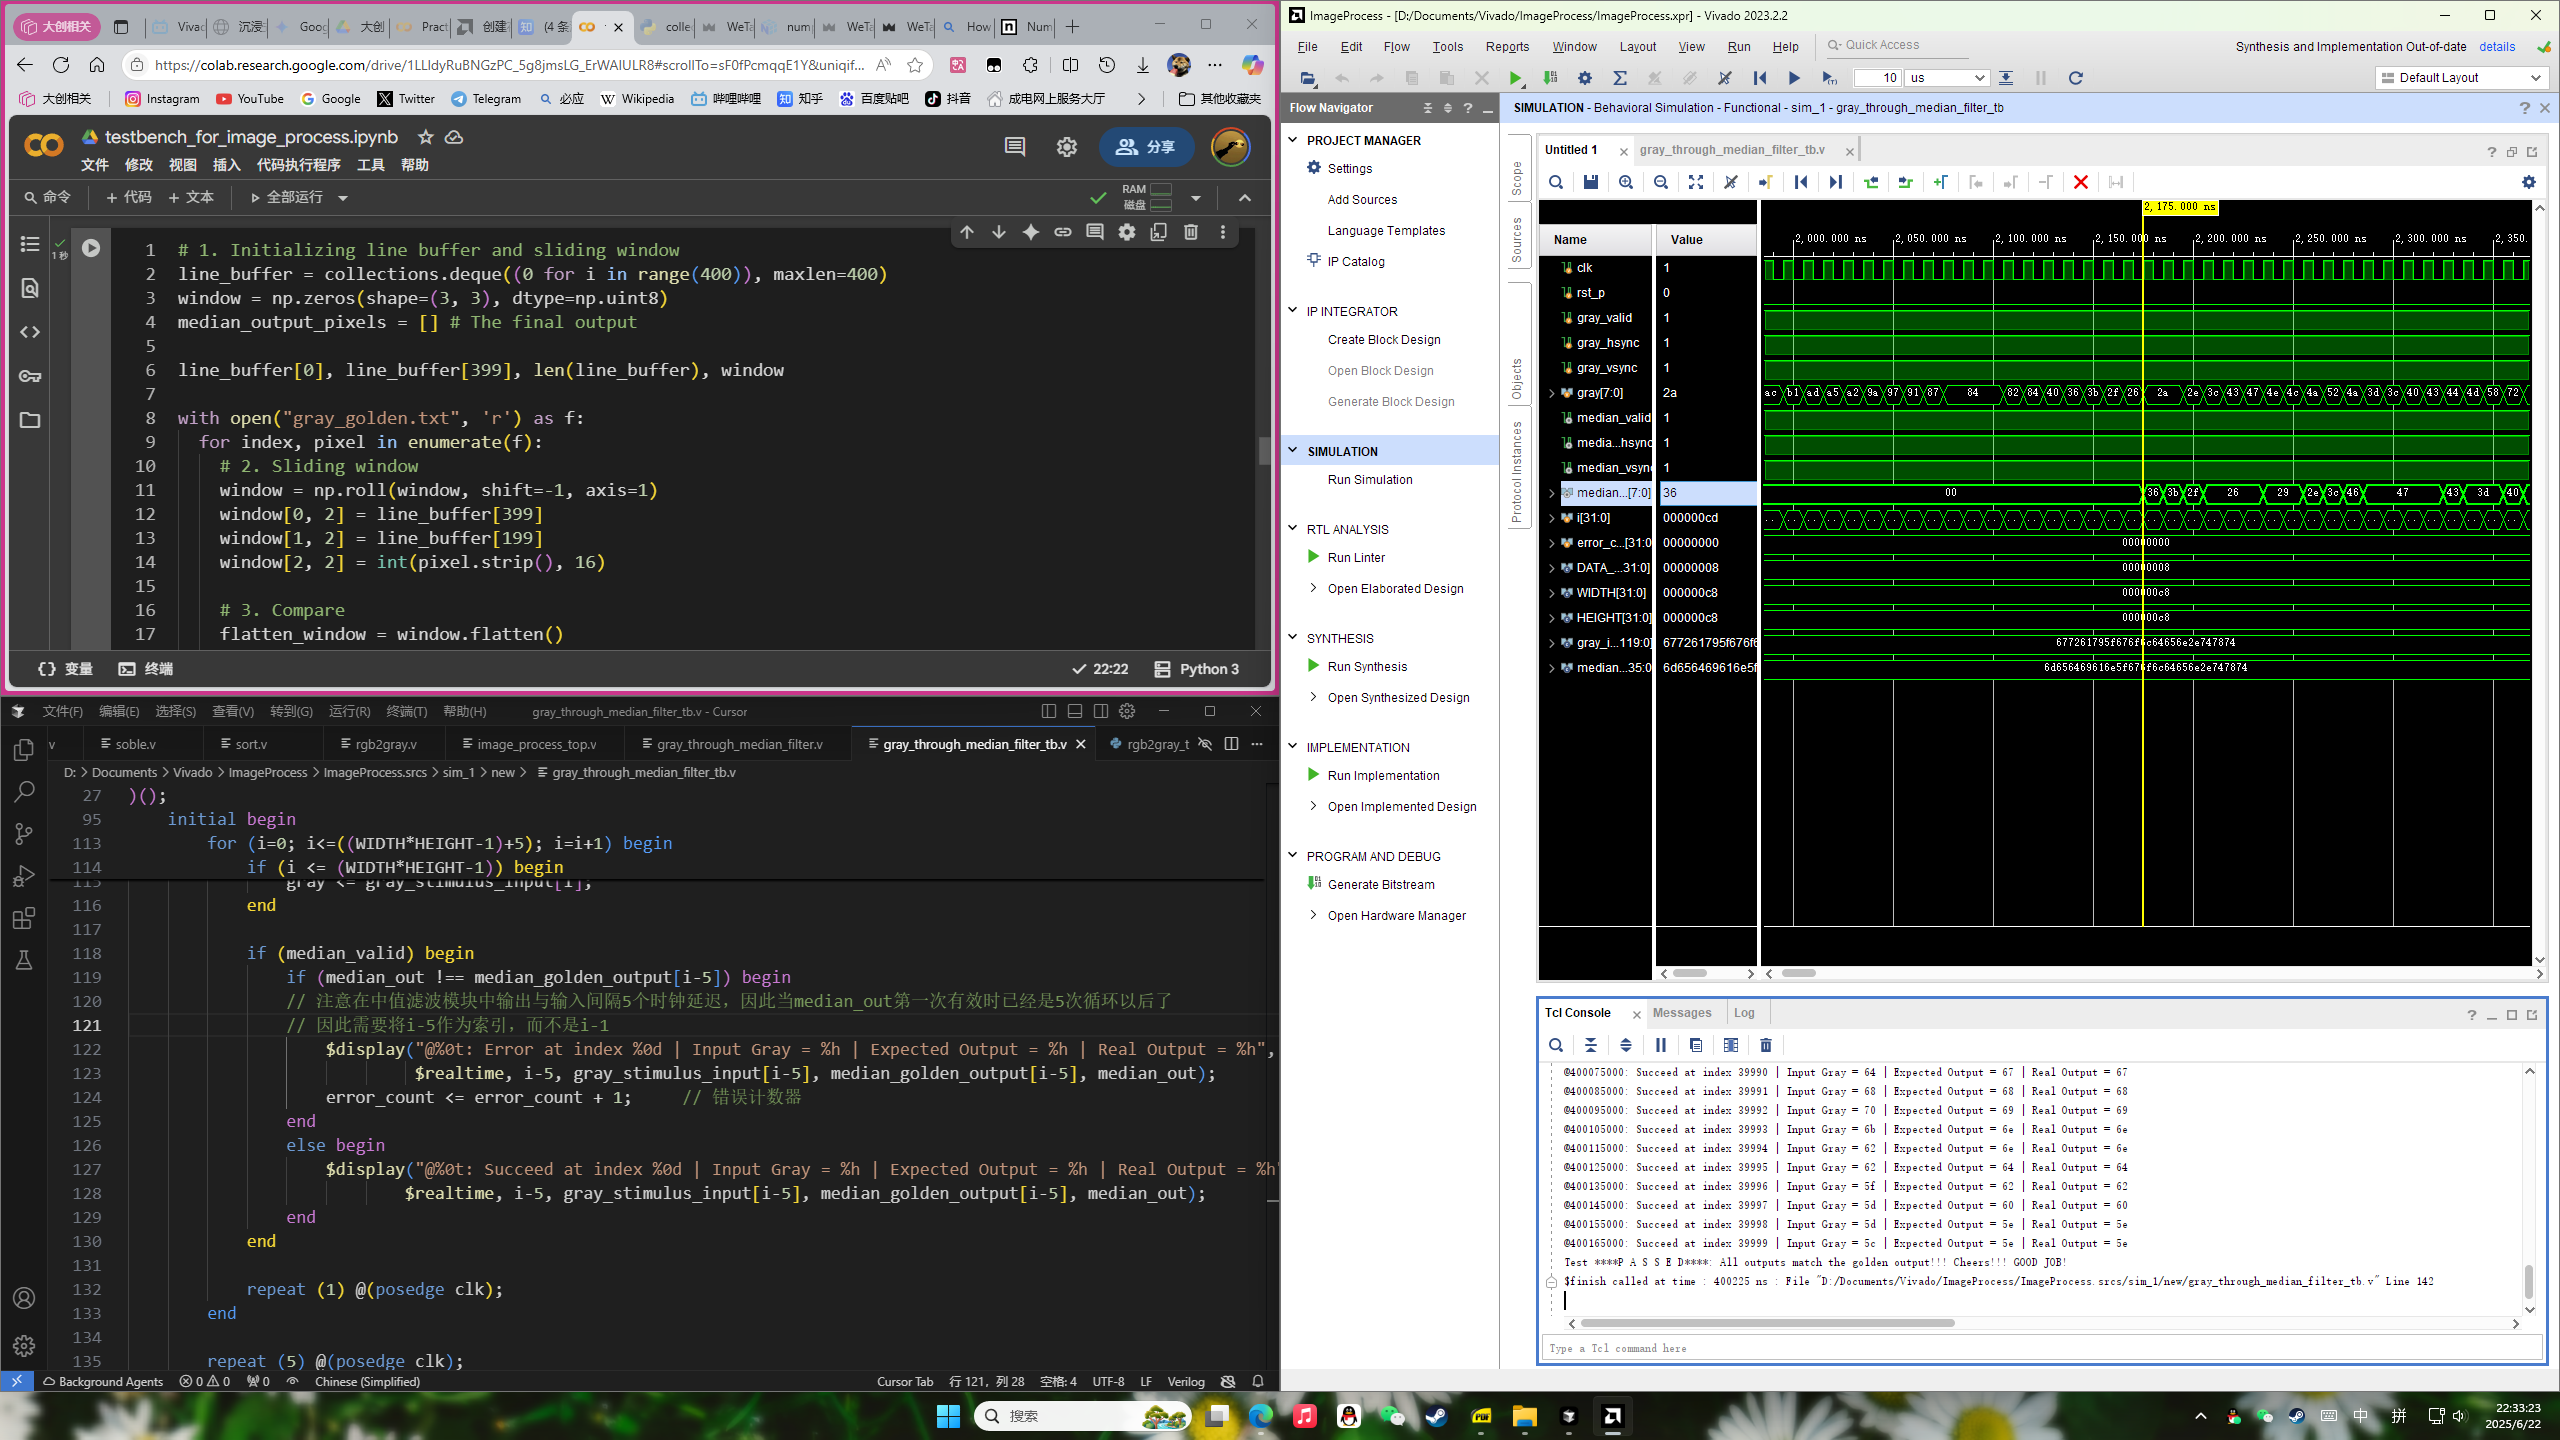 大创相关
Vivac
沉浸
Goog
大创
Pract
创建
(4 条
colle
WeTa
WeTa
num
WeTa
WeTa
How
Num
https://colab.research.google.com/drive/1LLIdyRuBNGzPC_5g8jmsLG_ErWAIULR8#scrollTo=sF0fPcmqqE1Y&uniqif...
大创相关
Instagram
YouTube
Google
Twitter
Telegram
必应
Wikipedia
哔哩哔哩
知乎
百度贴吧
抖音
成电网上服务大厅
其他收藏夹
testbench_for_image_process.ipynb
分享
文件 修改 视图 插入 代码执行程序 工具 帮助
命令 + 代码 + 文本 全部运行
RAM
磁盘
1 秒
1 # 1. Initializing line buffer and sliding window
2 line_buffer = collections.deque((0 for i in range(400)), maxlen=400)
3 window = np.zeros(shape=(3, 3), dtype=np.uint8)
4 median_output_pixels = [] # The final output
5
6 line_buffer[0], line_buffer[399], len(line_buffer), window
7
8 with open("gray_golden.txt", 'r') as f:
9 for index, pixel in enumerate(f):
10 # 2. Sliding window
11 window = np.roll(window, shift=-1, axis=1)
12 window[0, 2] = line_buffer[399]
13 window[1, 2] = line_buffer[199]
14 window[2, 2] = int(pixel.strip(), 16)
15
16 # 3. Compare
17 flatten_window = window.flatten()
变量 终端 22:22 Python 3
文件(F) 编辑(E) 选择(S) 查看(V) 转到(G) 运行(R) 终端(T) 帮助(H) gray_through_median_filter_tb.v - Cursor
v soble.v sort.v rgb2gray.v image_process_top.v gray_through_median_filter.v gray_through_median_filter_tb.v rgb2gray_t
D: > Documents > Vivado > ImageProcess > ImageProcess.srcs > sim_1 > new > gray_through_median_filter_tb.v
27 )();
95 initial begin
113 for (i=0; i<=((WIDTH*HEIGHT-1)+5); i=i+1) begin
114 if (i <= (WIDTH*HEIGHT-1)) begin
115 gray <= gray_stimulus_input[i];
116 end
117
118 if (median_valid) begin
119 if (median_out !== median_golden_output[i-5]) begin
120 // 注意在中值滤波模块中输出与输入间隔5个时钟延迟，因此当median_out第一次有效时已经是5次循环以后了
121 // 因此需要将i-5作为索引，而不是i-1
122 $display("@%0t: Error at index %0d | Input Gray = %h | Expected Output = %h | Real Output = %h",
123 $realtime, i-5, gray_stimulus_input[i-5], median_golden_output[i-5], median_out);
124 error_count <= error_count + 1; // 错误计数器
125 end
126 else begin
127 $display("@%0t: Succeed at index %0d | Input Gray = %h | Expected Output = %h | Real Output = %h"
128 $realtime, i-5, gray_stimulus_input[i-5], median_golden_output[i-5], median_out);
129 end
130 end
131
132 repeat (1) @(posedge clk);
133 end
134
135 repeat (5) @(posedge clk);
Background Agents 0 0 0 Chinese (Simplified) Cursor Tab 行 121, 列 28 空格: 4 UTF-8 LF Verilog
ImageProcess - [D:/Documents/Vivado/ImageProcess/ImageProcess.xpr] - Vivado 2023.2.2
File Edit Flow Tools Reports Window Layout View Run Help Quick Access
Synthesis and Implementation Out-of-date details
10 us
Default Layout
Flow Navigator
PROJECT MANAGER
Settings
Add Sources
Language Templates
IP Catalog
IP INTEGRATOR
Create Block Design
Open Block Design
Generate Block Design
SIMULATION
Run Simulation
RTL ANALYSIS
Run Linter
Open Elaborated Design
SYNTHESIS
Run Synthesis
Open Synthesized Design
IMPLEMENTATION
Run Implementation
Open Implemented Design
PROGRAM AND DEBUG
Generate Bitstream
Open Hardware Manager
SIMULATION - Behavioral Simulation - Functional - sim_1 - gray_through_median_filter_tb
Scope
Sources
Objects
Protocol Instances
Untitled 1 gray_through_median_filter_tb.v
2,175.000 ns
Name Value 2,000.000 ns 2,050.000 ns 2,100.000 ns 2,150.000 ns 2,200.000 ns 2,250.000 ns 2,300.000 ns 2,350.
clk 1
rst_p 0
gray_valid 1
gray_hsync 1
gray_vsync 1
gray[7:0] 2a ac b1 ad a5 a2 9a 97 91 87 84 82 84 40 36 3b 2f 26 2a 2e 3c 43 47 4e 4c 4a 52 4a 3d 3c 40 43 44 4d 58 72
median_valid 1
media...hsync 1
median_vsync 1
median...[7:0] 36 00 36 3b 2f 26 29 2e 3c 46 47 43 3d 40
i[31:0] 000000cd
error_c...[31:0 00000000 00000000
DATA_...31:0] 00000008 00000008
WIDTH[31:0] 000000c8 000000c8
HEIGHT[31:0] 000000c8 000000c8
gray_i...119:0] 677261795f676f6 677261795f676f6c64656e2e747874
median...35:0] 6d656469616e5f 6d656469616e5f676f6c64656e2e747874
Tcl Console Messages Log
@400075000: Succeed at index 39990 | Input Gray = 64 | Expected Output = 67 | Real Output = 67
@400085000: Succeed at index 39991 | Input Gray = 68 | Expected Output = 68 | Real Output = 68
@400095000: Succeed at index 39992 | Input Gray = 70 | Expected Output = 69 | Real Output = 69
@400105000: Succeed at index 39993 | Input Gray = 6b | Expected Output = 6e | Real Output = 6e
@400115000: Succeed at index 39994 | Input Gray = 62 | Expected Output = 6e | Real Output = 6e
@400125000: Succeed at index 39995 | Input Gray = 62 | Expected Output = 64 | Real Output = 64
@400135000: Succeed at index 39996 | Input Gray = 5f | Expected Output = 62 | Real Output = 62
@400145000: Succeed at index 39997 | Input Gray = 5d | Expected Output = 60 | Real Output = 60
@400155000: Succeed at index 39998 | Input Gray = 5d | Expected Output = 5e | Real Output = 5e
@400165000: Succeed at index 39999 | Input Gray = 5c | Expected Output = 5e | Real Output = 5e
Test ****P A S S E D****: All outputs match the golden output!!! Cheers!!! GOOD JOB!
$finish called at time : 400225 ns : File "D:/Documents/Vivado/ImageProcess/ImageProcess.srcs/sim_1/new/gray_through_median_filter_tb.v" Line 142
Type a Tcl command here
搜索
中 拼
22:33:23
2025/6/22